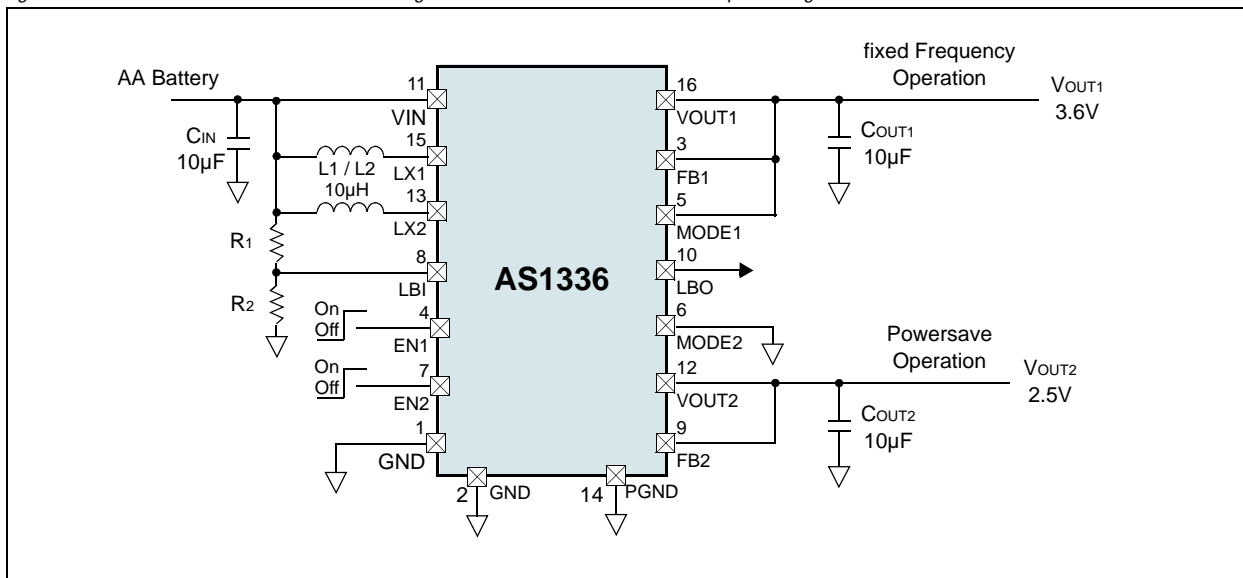 AA Battery
CIN
10µF
11
VIN
15
LX1
L1 / L2
10µH
13
LX2
R1
8
LBI
R2
On
Off
4
EN1
On
Off
7
EN2
1
GND
2
GND
14
PGND
AS1336
16
VOUT1
3
FB1
5
MODE1
10
LBO
6
MODE2
12
VOUT2
9
FB2
fixed Frequency
Operation
VOUT1
3.6V
COUT1
10µF
Powersave
Operation
VOUT2
2.5V
COUT2
10µF